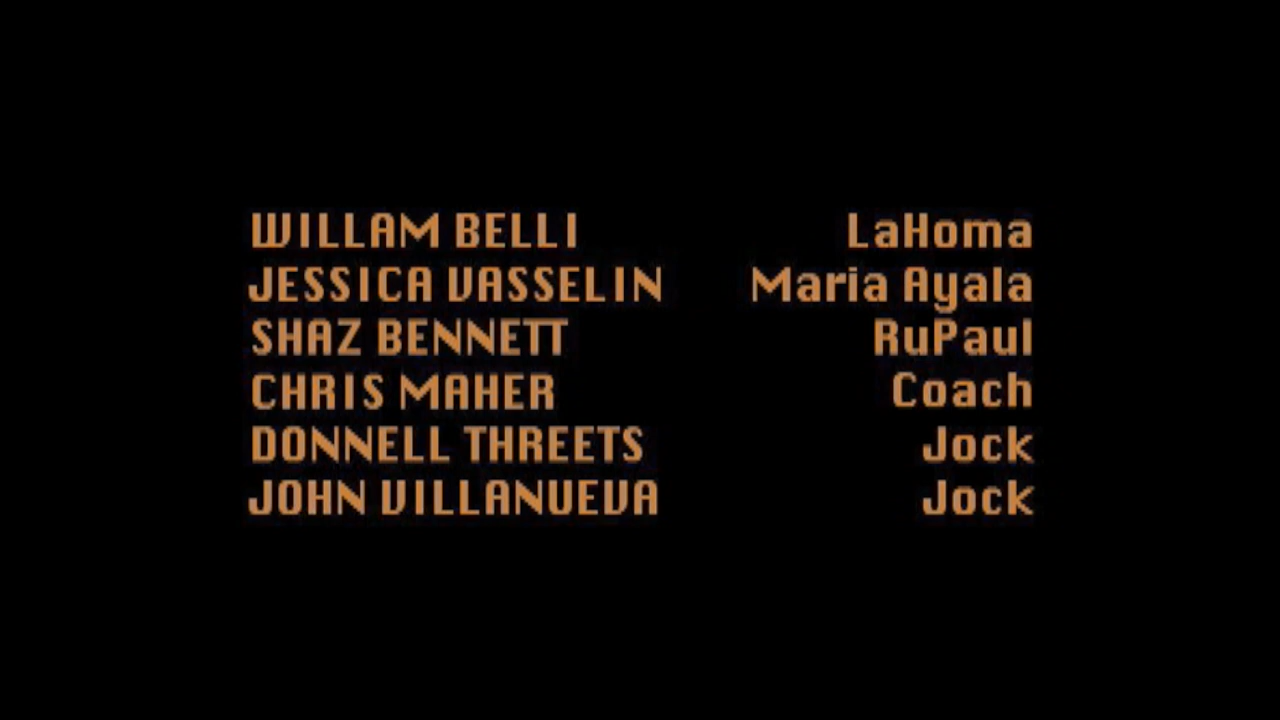 WILLAM BELLI LaHoma
JESSICA VASSELIN Maria Ayala
SHAZ BENNETT RuPaul
CHRIS MAHER Coach
DONNELL THREETS Jock
JOHN VILLANUEVA Jock